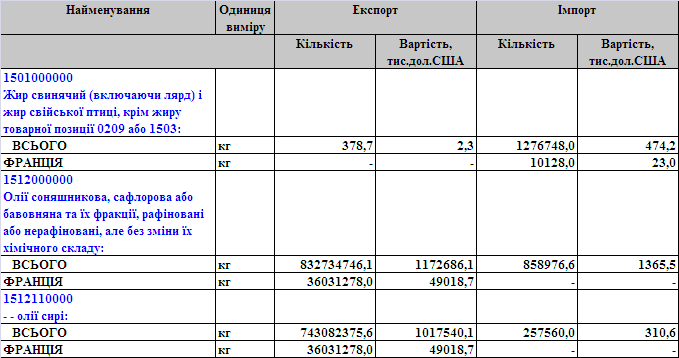 Найменування Одиниця виміру Експорт Імпорт
Кількість Вартість, тис.дол.США Кількість Вартість, тис.дол.США
1501000000
Жир свинячий (включаючи лярд) і
жир свійської птиці, крім жиру
товарної позиції 0209 або 1503:
ВСЬОГО кг 378,7 2,3 1276748,0 474,2
ФРАНЦІЯ кг - - 10128,0 23,0
1512000000
Олії соняшникова, сафлорова або
бавовняна та їх фракції, рафіновані
або нерафіновані, але без зміни їх
хімічного складу:
ВСЬОГО кг 832734746,1 1172686,1 858976,6 1365,5
ФРАНЦІЯ кг 36031278,0 49018,7 - -
1512110000
- - олії сирі:
ВСЬОГО кг 743082375,6 1017540,1 257560,0 310,6
ФРАНЦІЯ кг 36031278,0 49018,7 - -